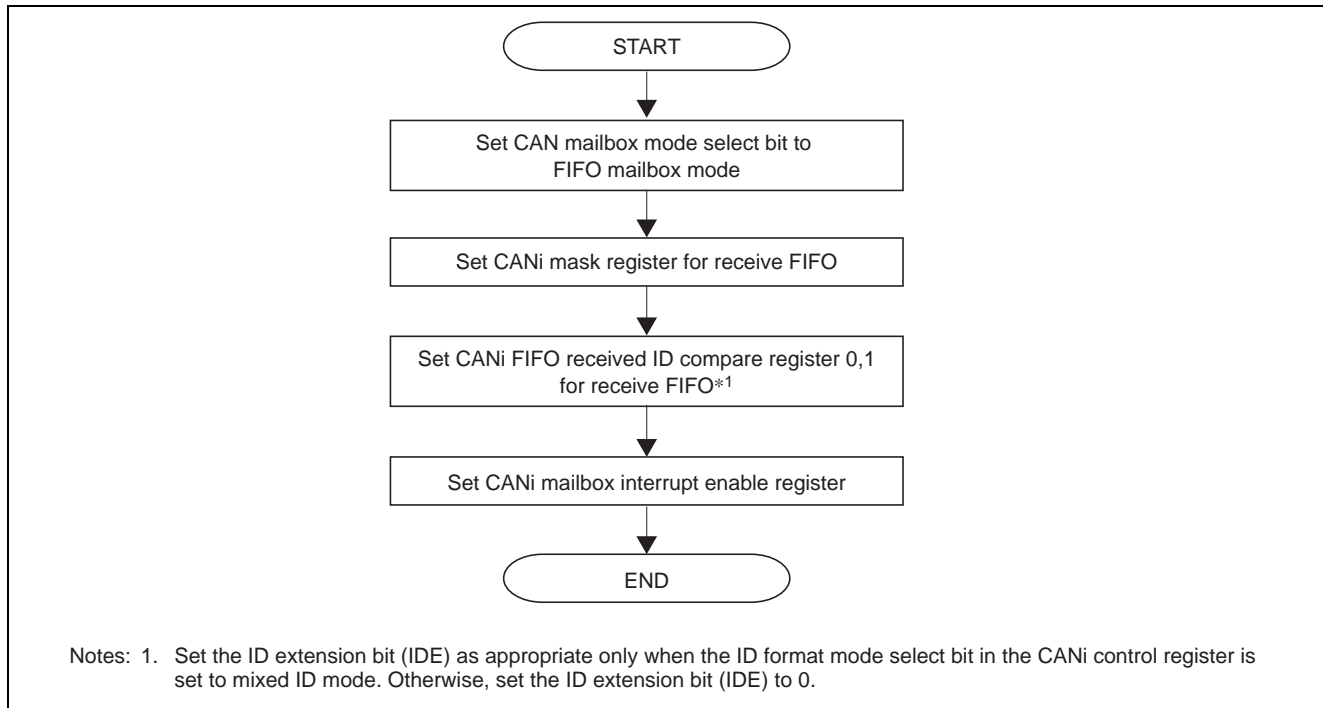 START
Set CAN mailbox mode select bit to
FIFO mailbox mode
Set CANi mask register for receive FIFO
Set CANi FIFO received ID compare register 0,1
for receive FIFO*1
Set CANi mailbox interrupt enable register
END
Notes: 1. Set the ID extension bit (IDE) as appropriate only when the ID format mode select bit in the CANi control register is
set to mixed ID mode. Otherwise, set the ID extension bit (IDE) to 0.